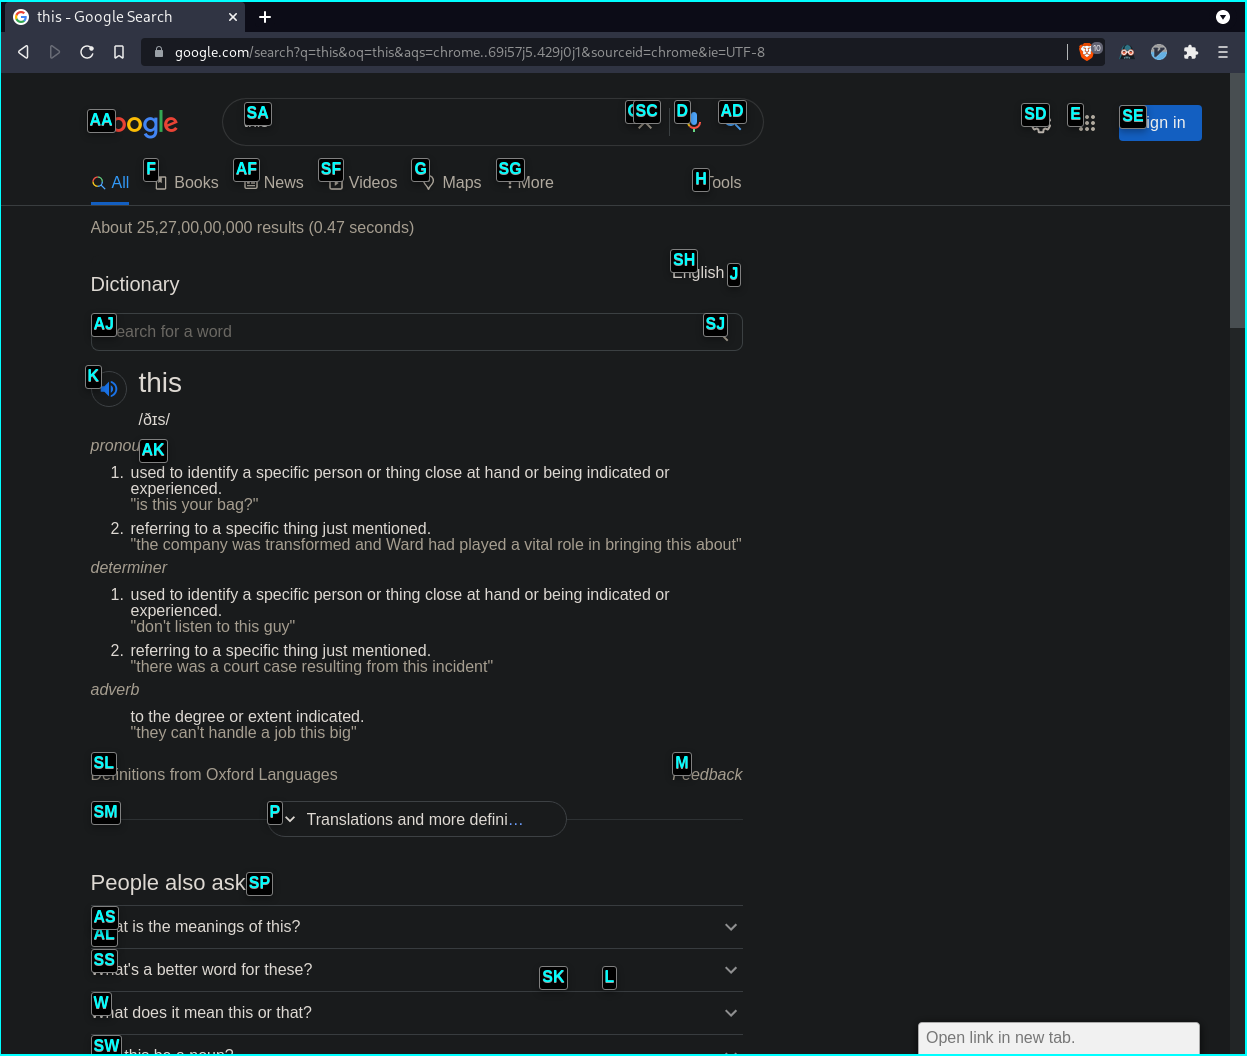 this - Google Search
google.com/search?q=this&oq=this&aqs=chrome..69i57j5.429j0j1&sourceid=chrome&ie=UTF-8
10
AA oogle SA SC D AD SD E SE ign in
All F Books AF News SF Videos G Maps SG More H ools
About 25,27,00,00,000 results (0.47 seconds)
SH English J
Dictionary
AJ earch for a word SJ
K this
/ðɪs/
pronou AK
1. used to identify a specific person or thing close at hand or being indicated or
experienced.
"is this your bag?"
2. referring to a specific thing just mentioned.
"the company was transformed and Ward had played a vital role in bringing this about"
determiner
1. used to identify a specific person or thing close at hand or being indicated or
experienced.
"don't listen to this guy"
2. referring to a specific thing just mentioned.
"there was a court case resulting from this incident"
adverb
to the degree or extent indicated.
"they can't handle a job this big"
SL M
Definitions from Oxford Languages Feedback
SM P Translations and more defini…
People also ask SP
AS at is the meanings of this?
AL
SS What's a better word for these?
SK L
W What does it mean this or that?
SW this be a noun?
Open link in new tab.